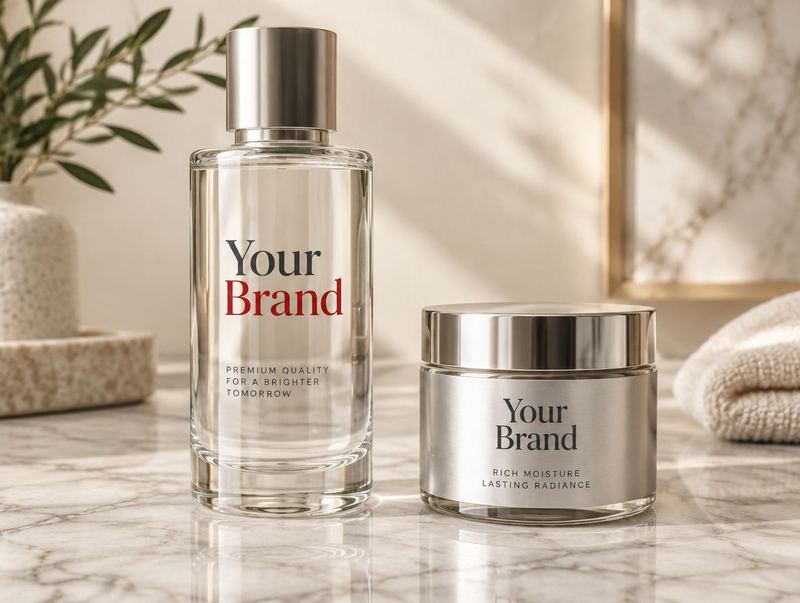 Your
Brand
PREMIUM QUALITY
FOR A BRIGHTER
TOMORROW
Your
Brand
RICH MOISTURE
LASTING RADIANCE